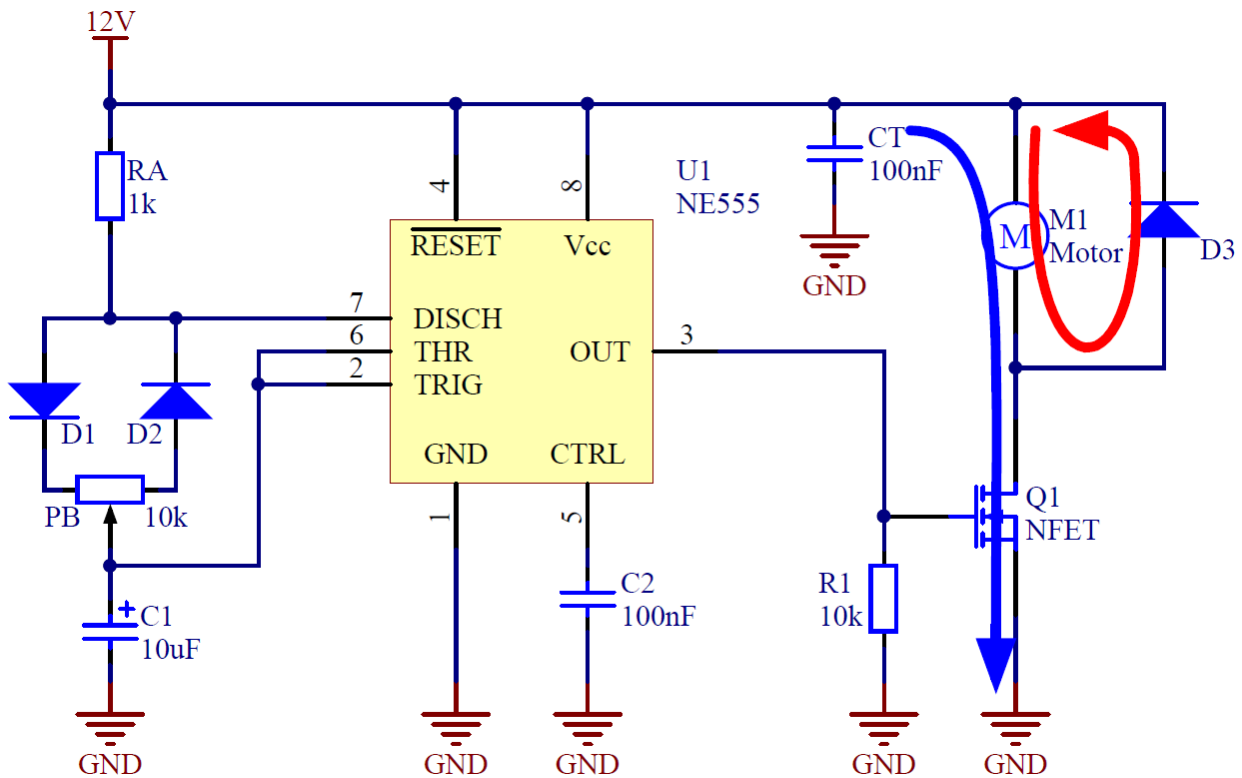 12V
RA
1k
4
8
U1
NE555
CT
100nF
GND
M
M1
Motor
D3
RESET
Vcc
7
DISCH
6
THR
OUT
3
2
TRIG
D1
D2
GND
CTRL
PB
10k
1
5
Q1
NFET
C1
10uF
C2
100nF
R1
10k
GND
GND
GND
GND
GND